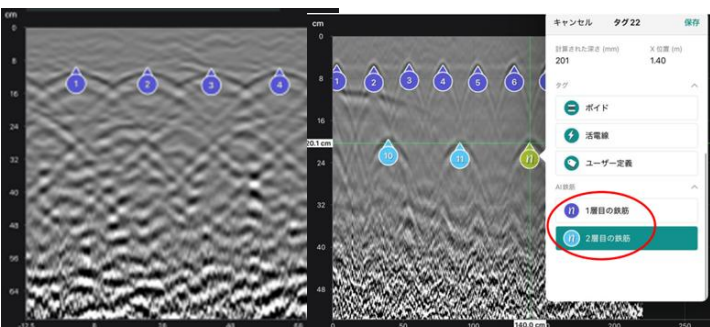 cm
0
8
16
24
32
40
48
56
64
1
2
3
4
-12.5
cm
0
8
16
20.1 cm
24
32
40
48
1
2
3
4
5
6
10
11
n
0
50
100
140.0 cm
200
250
キャンセル タグ22 保存
計算された深さ (mm) X 位置 (m)
201 1.40
タグ
ボイド
活電線
ユーザー定義
AI鉄筋
n 1層目の鉄筋
n 2層目の鉄筋